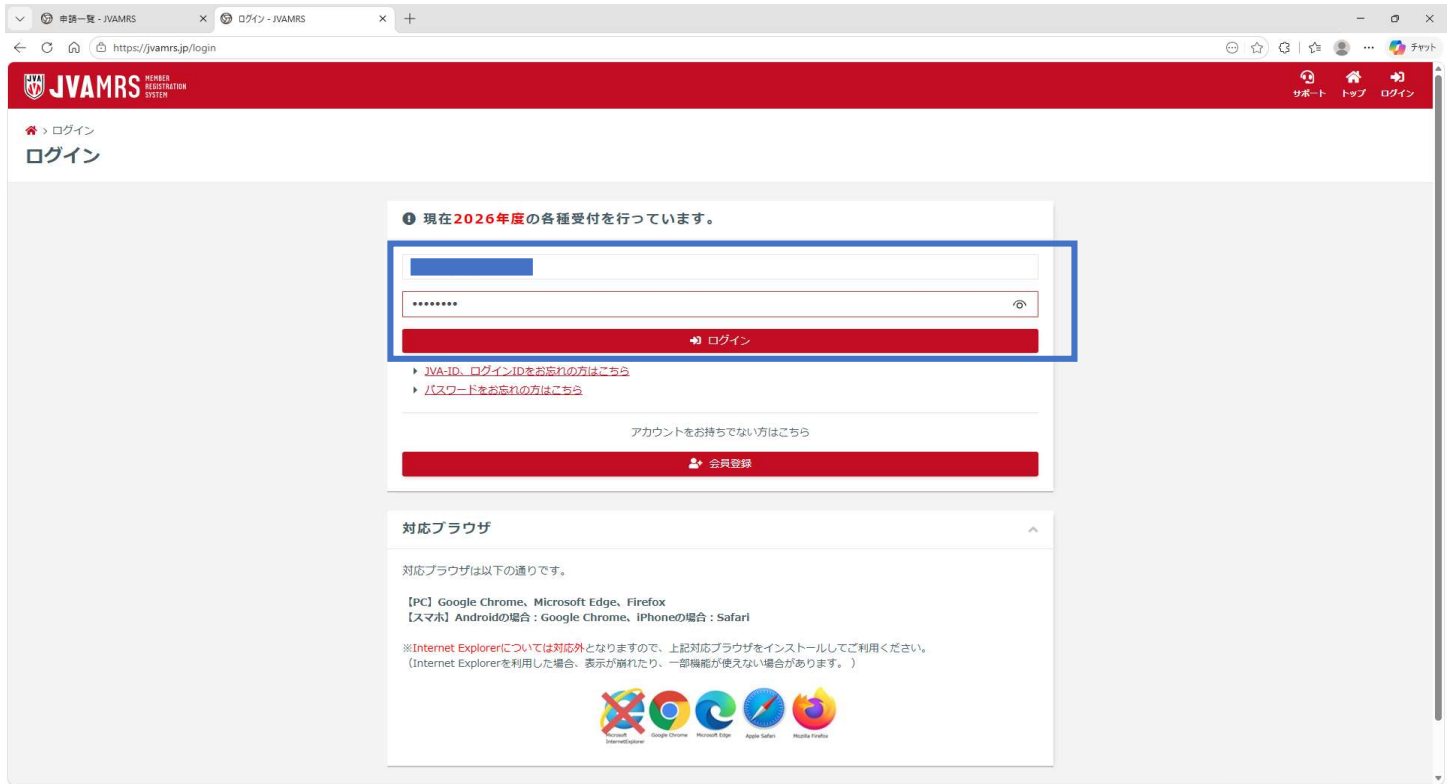 申請一覧 - JVAMRS
ログイン - JVAMRS
https://jvamrs.jp/login
チャット
JVA
JVAMRS MEMBER REGISTRATION SYSTEM
サポート
トップ
ログイン
> ログイン
ログイン
現在2026年度の各種受付を行っています。
••••••••
ログイン
JVA-ID、ログインIDをお忘れの方はこちら
パスワードをお忘れの方はこちら
アカウントをお持ちでない方はこちら
会員登録
対応ブラウザ
対応ブラウザは以下の通りです。
【PC】Google Chrome、Microsoft Edge、Firefox
【スマホ】Androidの場合：Google Chrome、iPhoneの場合：Safari
※Internet Explorerについては対応外となりますので、上記対応ブラウザをインストールしてご利用ください。
（Internet Explorerを利用した場合、表示が崩れたり、一部機能が使えない場合があります。）
Microsoft InternetExplorer
Google Chrome
Microsoft Edge
Apple Safari
Mozilla Firefox